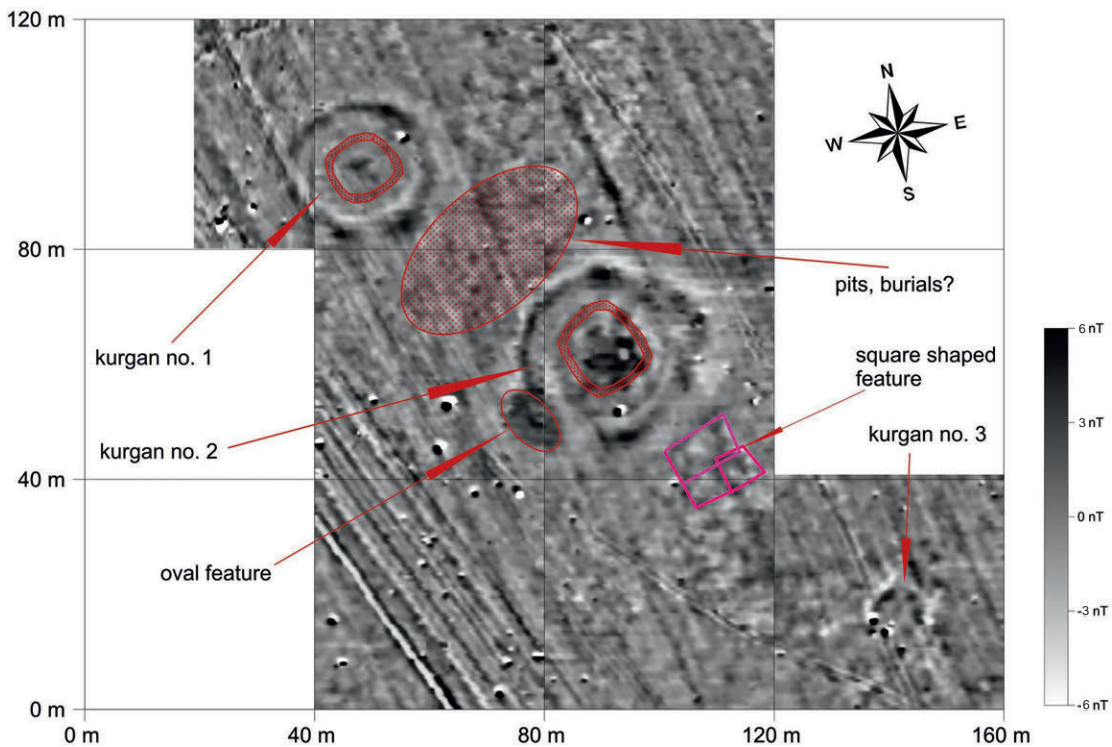 120 m
N
W
E
S
80 m
pits, burials?
kurgan no. 1
square shaped
feature
6 nT
kurgan no. 2
kurgan no. 3
3 nT
40 m
0 nT
oval feature
-3 nT
0 m
-6 nT
0 m
40 m
80 m
120 m
160 m